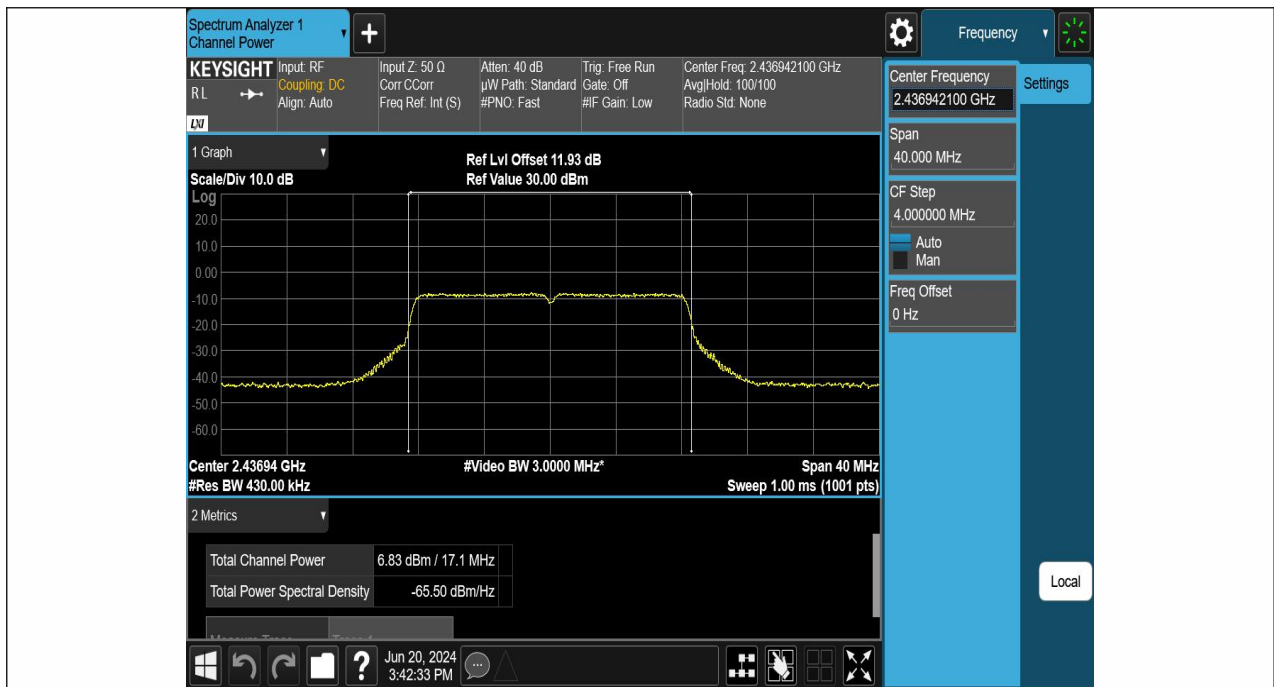 Spectrum Analyzer 1
Channel Power
Frequency
KEYSIGHT
R L
LXI
Input: RF
Coupling: DC
Align: Auto
Input Z: 50 Ω
Corr CCorr
Freq Ref: Int (S)
Atten: 40 dB
µW Path: Standard
#PNO: Fast
Trig: Free Run
Gate: Off
#IF Gain: Low
Center Freq: 2.436942100 GHz
Avg|Hold: 100/100
Radio Std: None
Center Frequency
2.436942100 GHz
Settings
Span
40.000 MHz
CF Step
4.000000 MHz
Auto
Man
Freq Offset
0 Hz
Local
1 Graph
Scale/Div 10.0 dB
Ref Lvl Offset 11.93 dB
Ref Value 30.00 dBm
Log
20.0
10.0
0.00
-10.0
-20.0
-30.0
-40.0
-50.0
-60.0
Center 2.43694 GHz
#Res BW 430.00 kHz
#Video BW 3.0000 MHz*
Span 40 MHz
Sweep 1.00 ms (1001 pts)
2 Metrics
Total Channel Power 6.83 dBm / 17.1 MHz
Total Power Spectral Density -65.50 dBm/Hz
?
Jun 20, 2024
3:42:33 PM